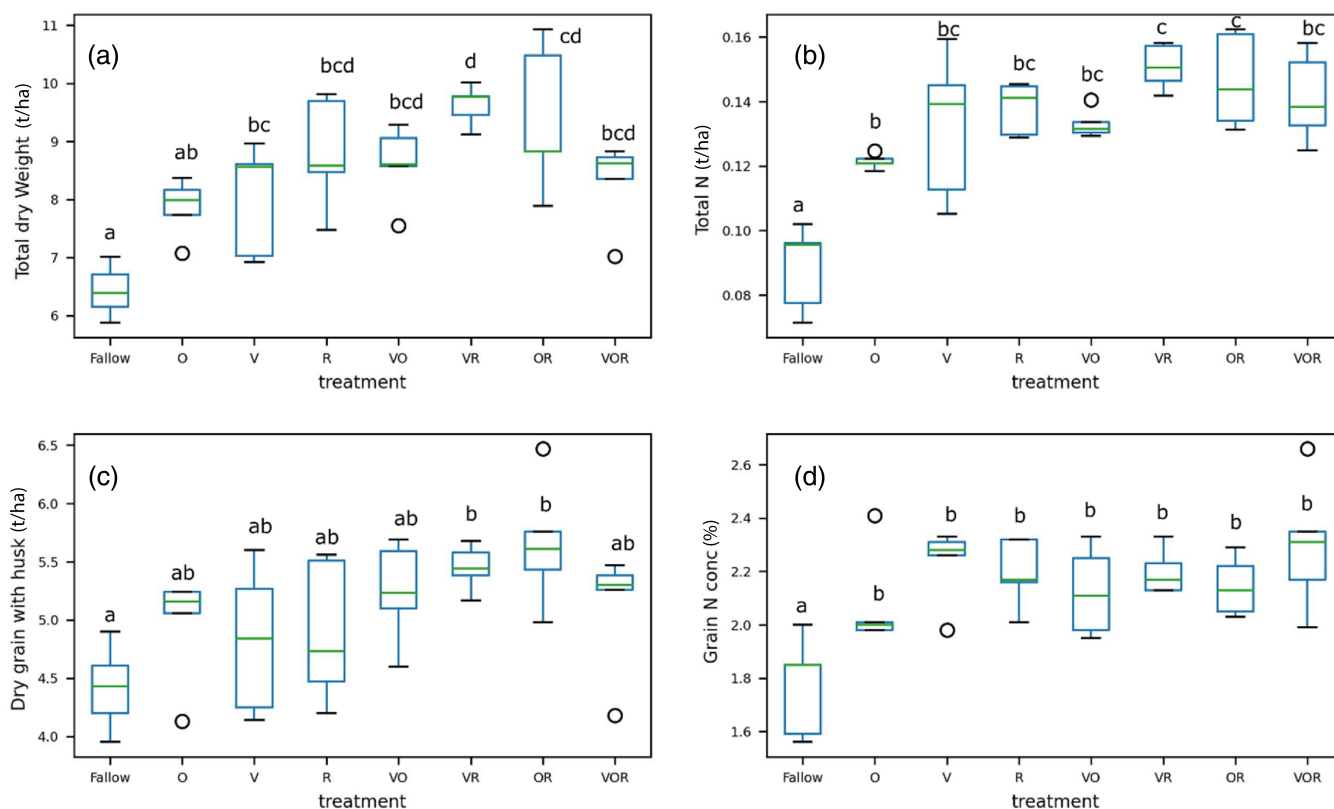 (a)
Total dry Weight (t/ha)
11
10
9
8
7
6
a
ab
bc
bcd
bcd
d
cd
bcd
Fallow O V R VO VR OR VOR
treatment
(b)
Total N (t/ha)
0.16
0.14
0.12
0.10
0.08
a
b
bc
bc
bc
c
c
bc
Fallow O V R VO VR OR VOR
treatment
(c)
Dry grain with husk (t/ha)
6.5
6.0
5.5
5.0
4.5
4.0
a
ab
ab
ab
ab
b
b
ab
Fallow O V R VO VR OR VOR
treatment
(d)
Grain N conc (%)
2.6
2.4
2.2
2.0
1.8
1.6
a
b
b
b
b
b
b
b
Fallow O V R VO VR OR VOR
treatment